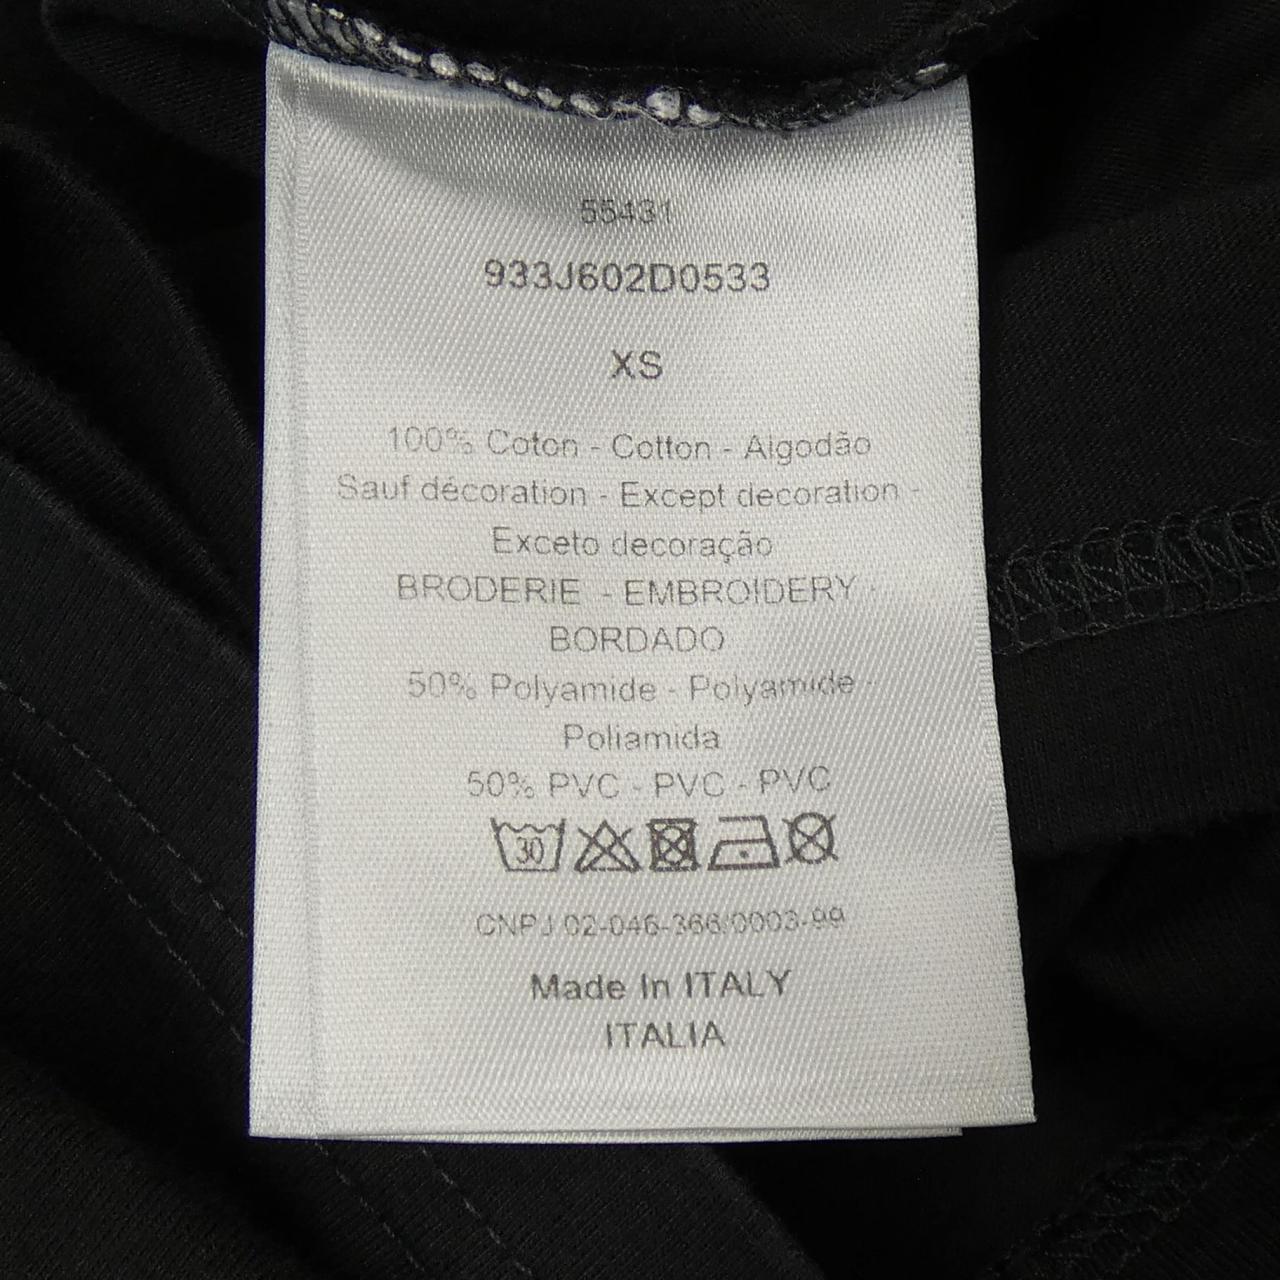 55431
933J602D0533
XS
100% Coton - Cotton - Algodão
Sauf décoration - Except decoration -
Exceto decoração
BRODERIE - EMBROIDERY -
BORDADO
50% Polyamide - Polyamide -
Poliamida
50% PVC - PVC - PVC
30
CNPJ 02-046-366/0003-99
Made In ITALY
ITALIA